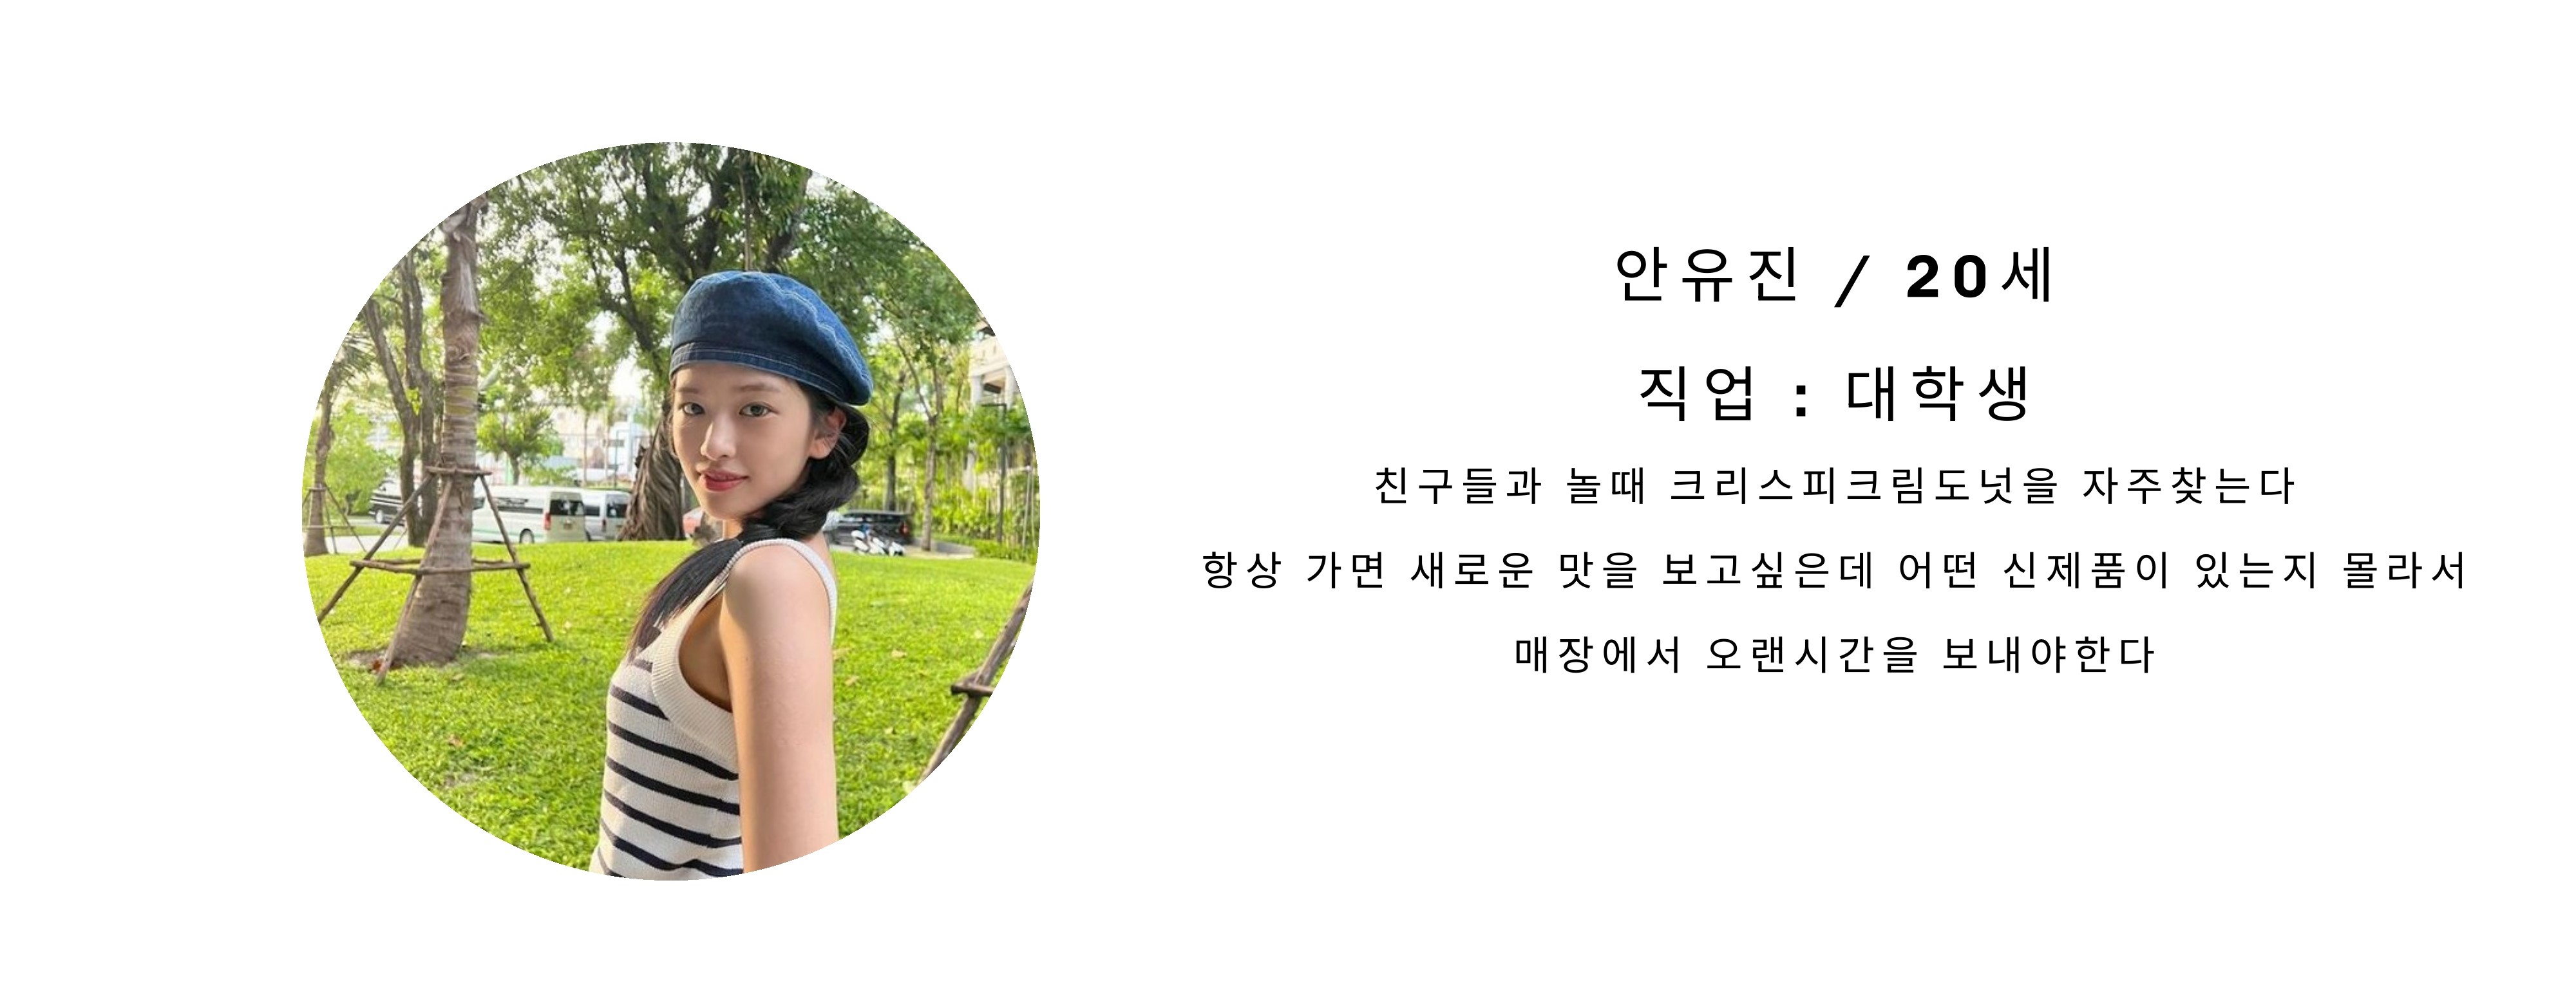 안유진 / 20세
직업 : 대학생
친구들과 놀때 크리스피크림도넛을 자주찾는다
항상 가면 새로운 맛을 보고싶은데 어떤 신제품이 있는지 몰라서
매장에서 오랜시간을 보내야한다